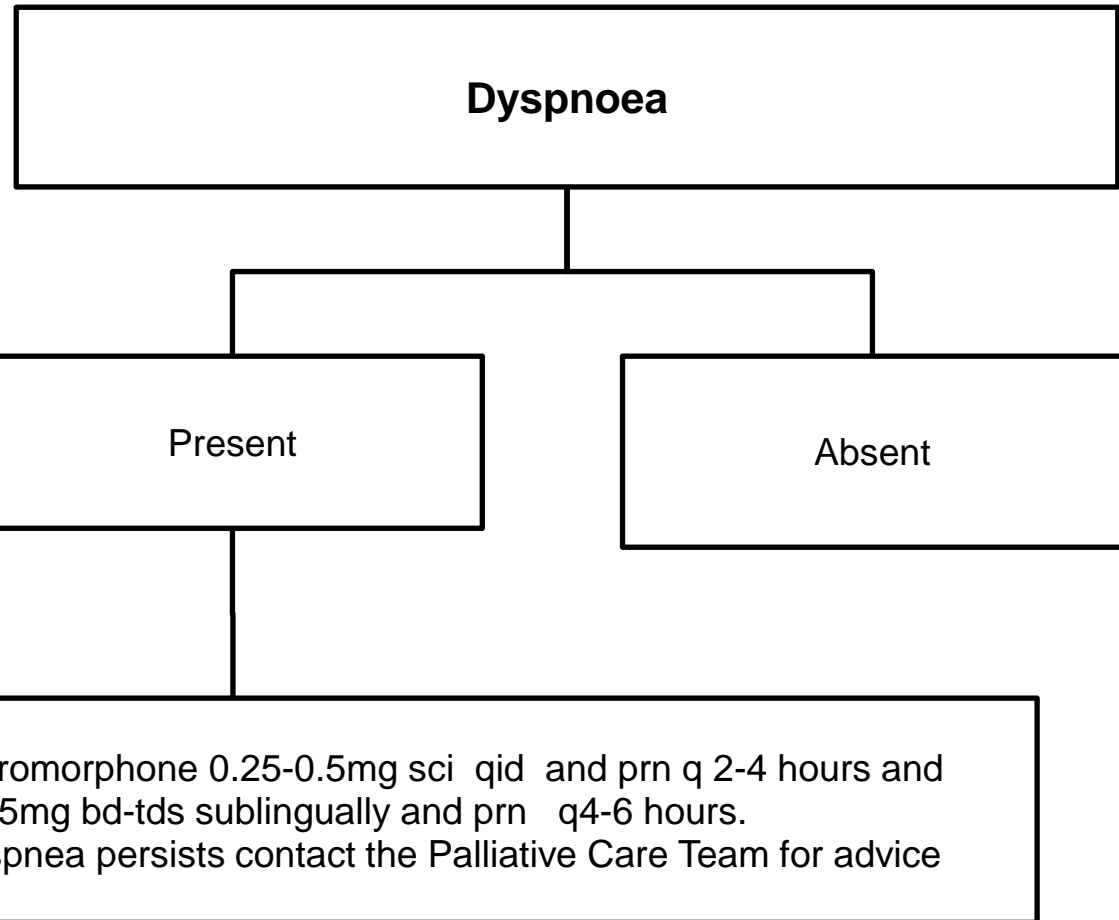 Dyspnoea
Present
Absent
romorphone 0.25-0.5mg sci qid and prn q 2-4 hours and
5mg bd-tds sublingually and prn q4-6 hours.
spnea persists contact the Palliative Care Team for advice